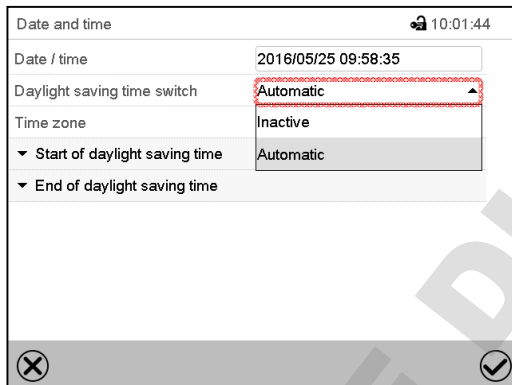 Date and time 10:01:44
Date / time 2016/05/25 09:58:35
Daylight saving time switch Automatic
Time zone Inactive
Start of daylight saving time Automatic
End of daylight saving time